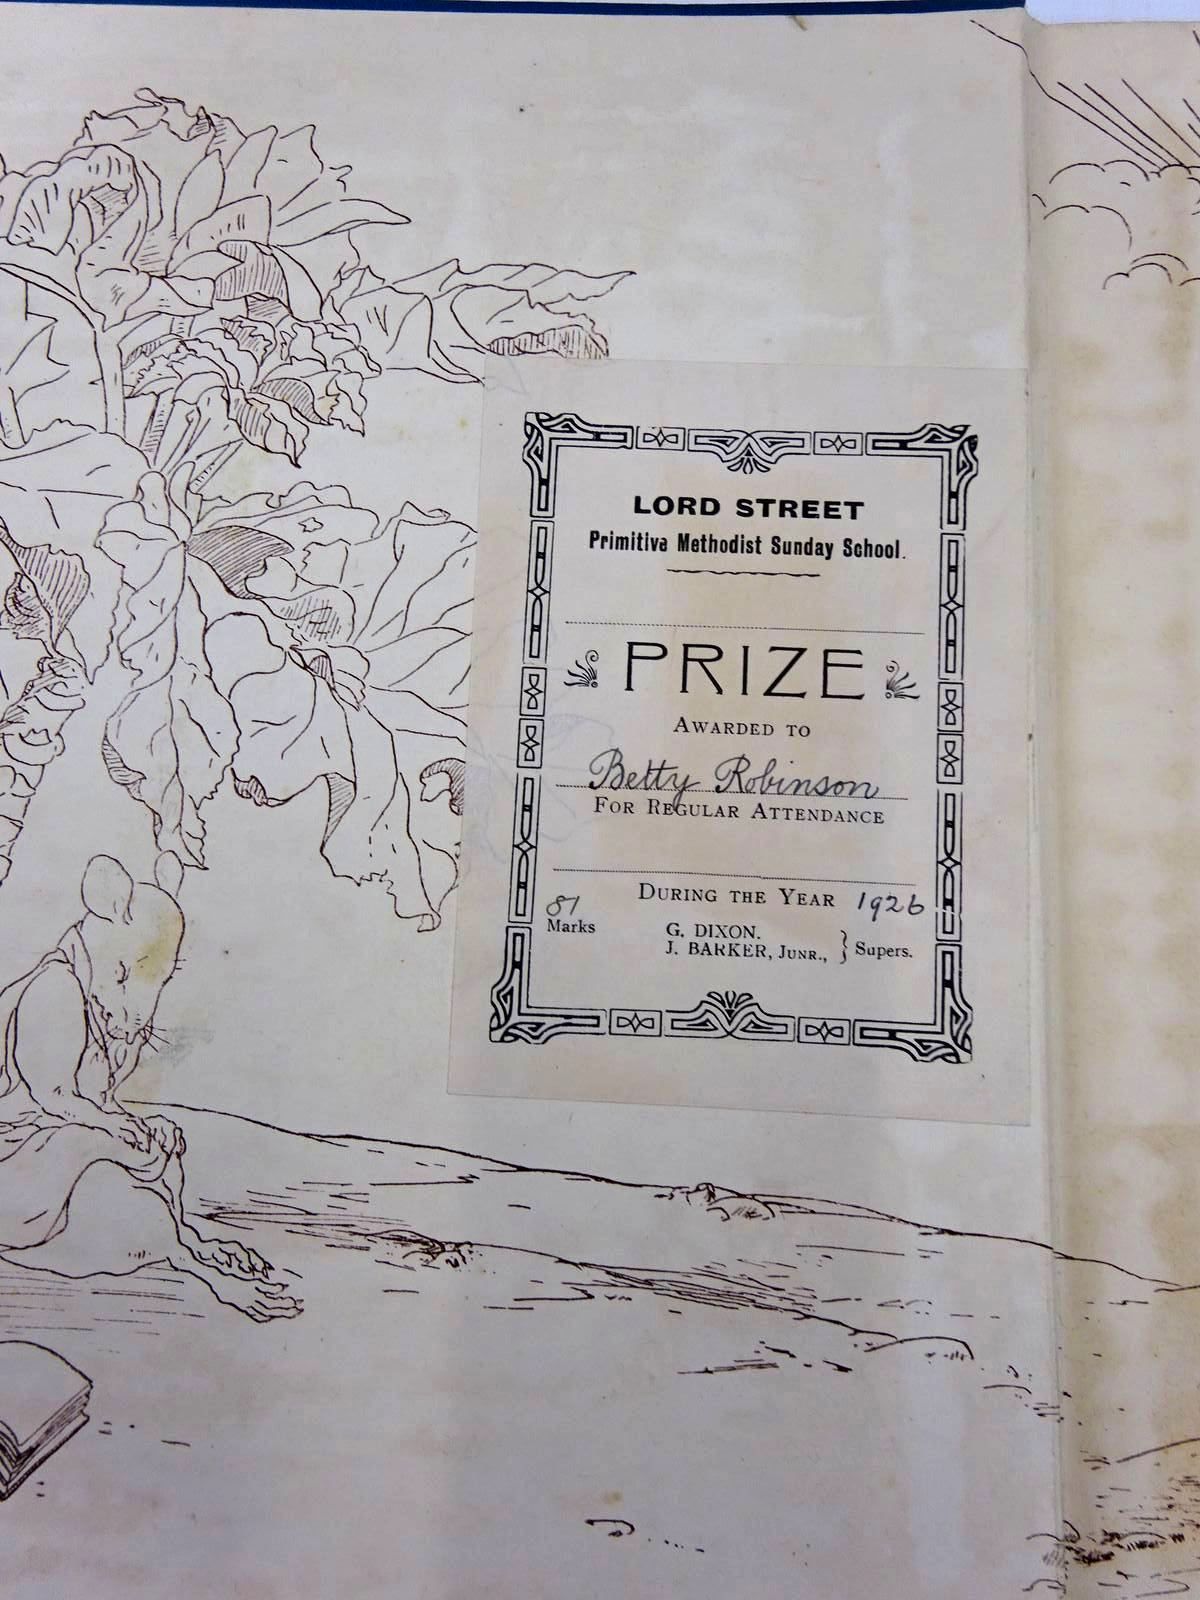 LORD STREET
Primitive Methodist Sunday School.
PRIZE
AWARDED TO
Betty Robinson
FOR REGULAR ATTENDANCE
DURING THE YEAR 1926
81
Marks
G. DIXON.
J. BARKER, JUNR., } Supers.